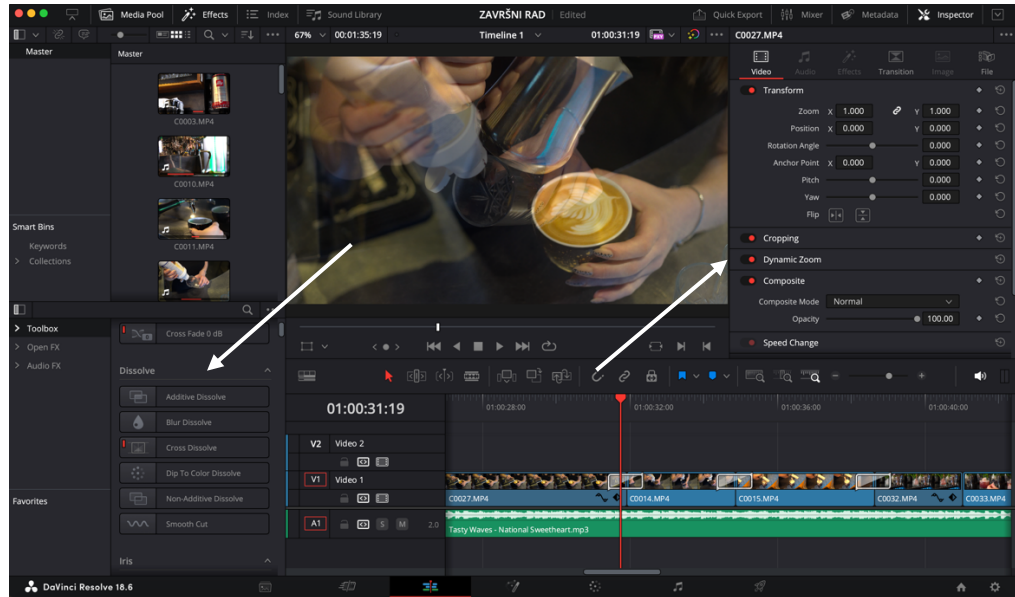 Media Pool Effects Index Sound Library ZAVRŠNI RAD Edited Quick Export Mixer Metadata Inspector
67% 00:01:35:19 Timeline 1 01:00:31:19 C0027.MP4
Master Master
Video Audio Effects Transition Image File
Transform
C0003.MP4
Zoom X 1.000 Y 1.000
Position X 0.000 Y 0.000
Rotation Angle 0.000
Anchor Point X 0.000 Y 0.000
C0010.MP4
Pitch 0.000
Yaw 0.000
Flip
Smart Bins
Keywords
C0011.MP4
Collections
Cropping
Dynamic Zoom
Composite
Composite Mode Normal
Opacity 100.00
Speed Change
Toolbox
Open FX
Audio FX
Cross Fade 0 dB
Dissolve
Additive Dissolve
Blur Dissolve
Cross Dissolve
Dip To Color Dissolve
Non-Additive Dissolve
Smooth Cut
Iris
Favorites
01:00:31:19
01:00:28:00 01:00:32:00 01:00:36:00 01:00:40:00
V2 Video 2
V1 Video 1
C0027.MP4 C0014.MP4 C0015.MP4 C0032.MP4 C0033.MP4
A1 S M 2.0
Tasty Waves - National Sweetheart.mp3
DaVinci Resolve 18.6